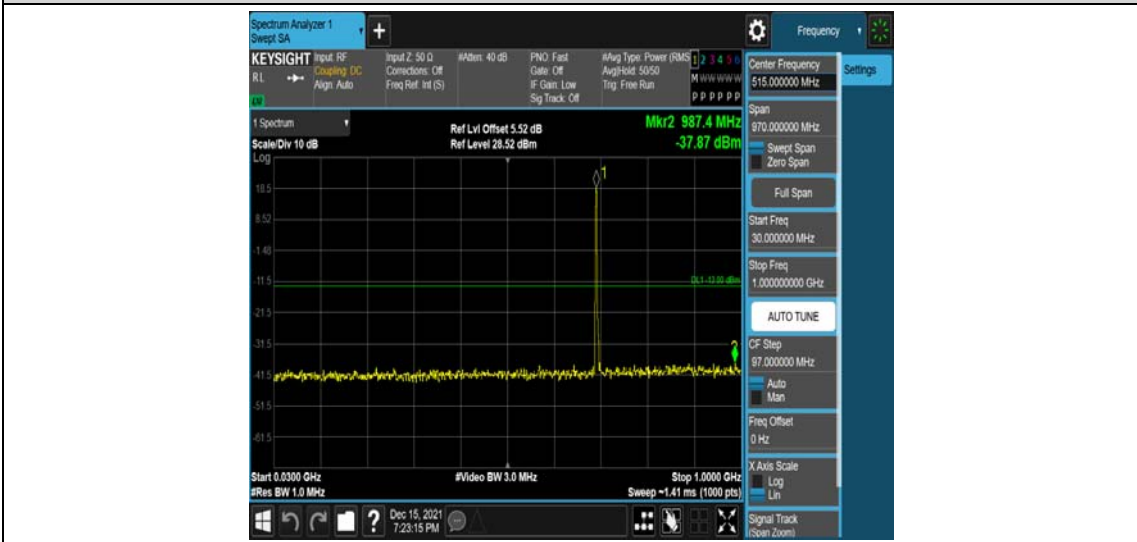 Spectrum Analyzer 1
Swept SA
+
Frequency
KEYSIGHT
RL
Input: RF
Coupling: DC
Align: Auto
Input Z: 50 Ω
Corrections: Off
Freq Ref: Int (S)
#Atten: 40 dB
PNO: Fast
Gate: Off
IF Gain: Low
Sig Track: Off
#Avg Type: Power (RMS
Avg|Hold: 50/50
Trig: Free Run
1 2 3 4 5 6
M W W W W W
P P P P P P
1 Spectrum
Scale/Div 10 dB
Log
Ref Lvl Offset 5.52 dB
Ref Level 28.52 dBm
Mkr2 987.4 MHz
-37.87 dBm
1
18.5
8.52
-1.48
-11.5
DL1 -13.00 dBm
-21.5
-31.5
2
-41.5
-51.5
-61.5
Start 0.0300 GHz
#Res BW 1.0 MHz
#Video BW 3.0 MHz
Stop 1.0000 GHz
Sweep ~1.41 ms (1000 pts)
?
Dec 15, 2021
7:23:15 PM
Center Frequency
515.000000 MHz
Settings
Span
970.000000 MHz
Swept Span
Zero Span
Full Span
Start Freq
30.000000 MHz
Stop Freq
1.000000000 GHz
AUTO TUNE
CF Step
97.000000 MHz
Auto
Man
Freq Offset
0 Hz
X Axis Scale
Log
Lin
Signal Track
(Span Zoom)